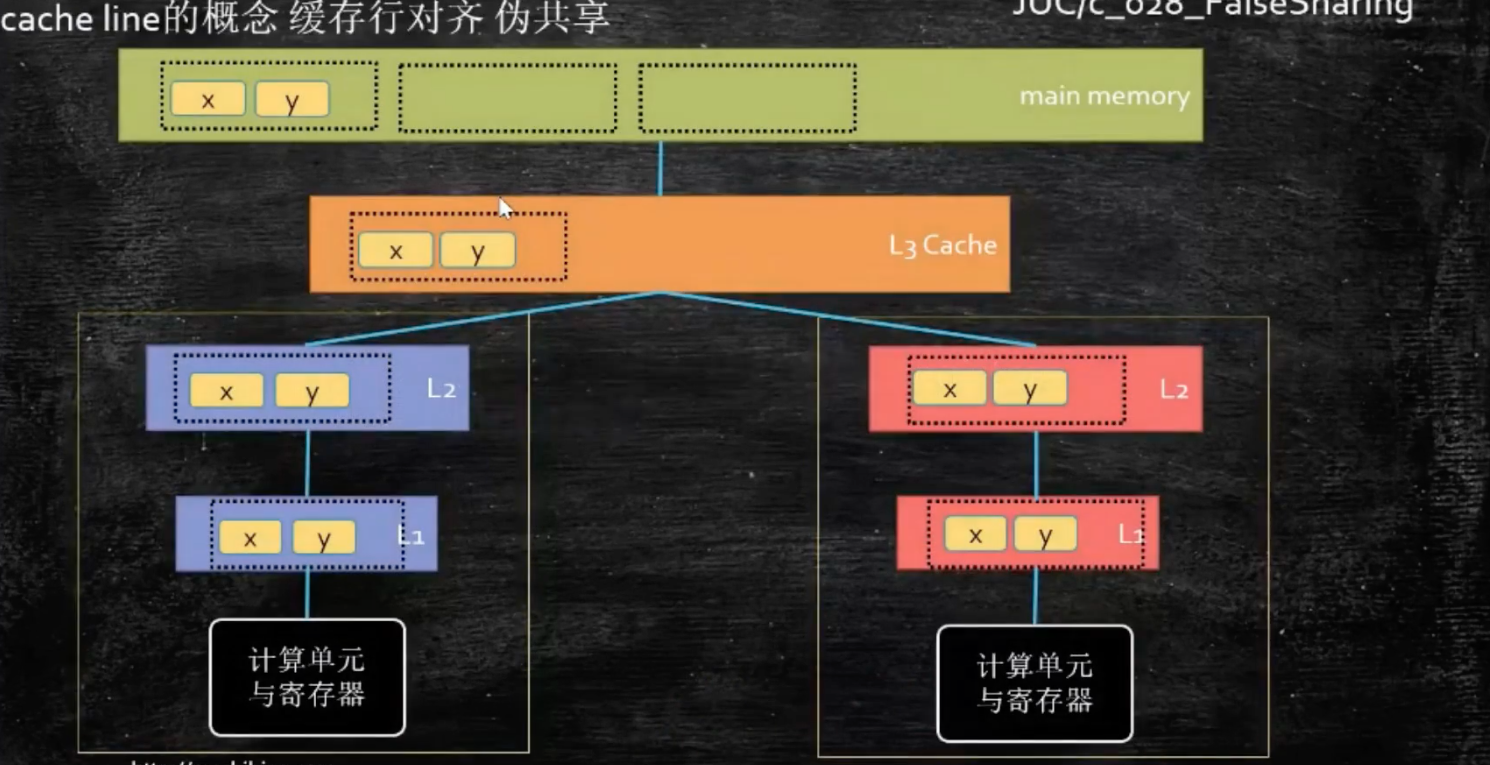 cache line的概念 缓存行对齐 伪共享
JUC/c_028_FalseSharing
x y
main memory
x y
L3 Cache
x y
L2
x y
L2
x y
L1
x y
L1
计算单元
与寄存器
计算单元
与寄存器